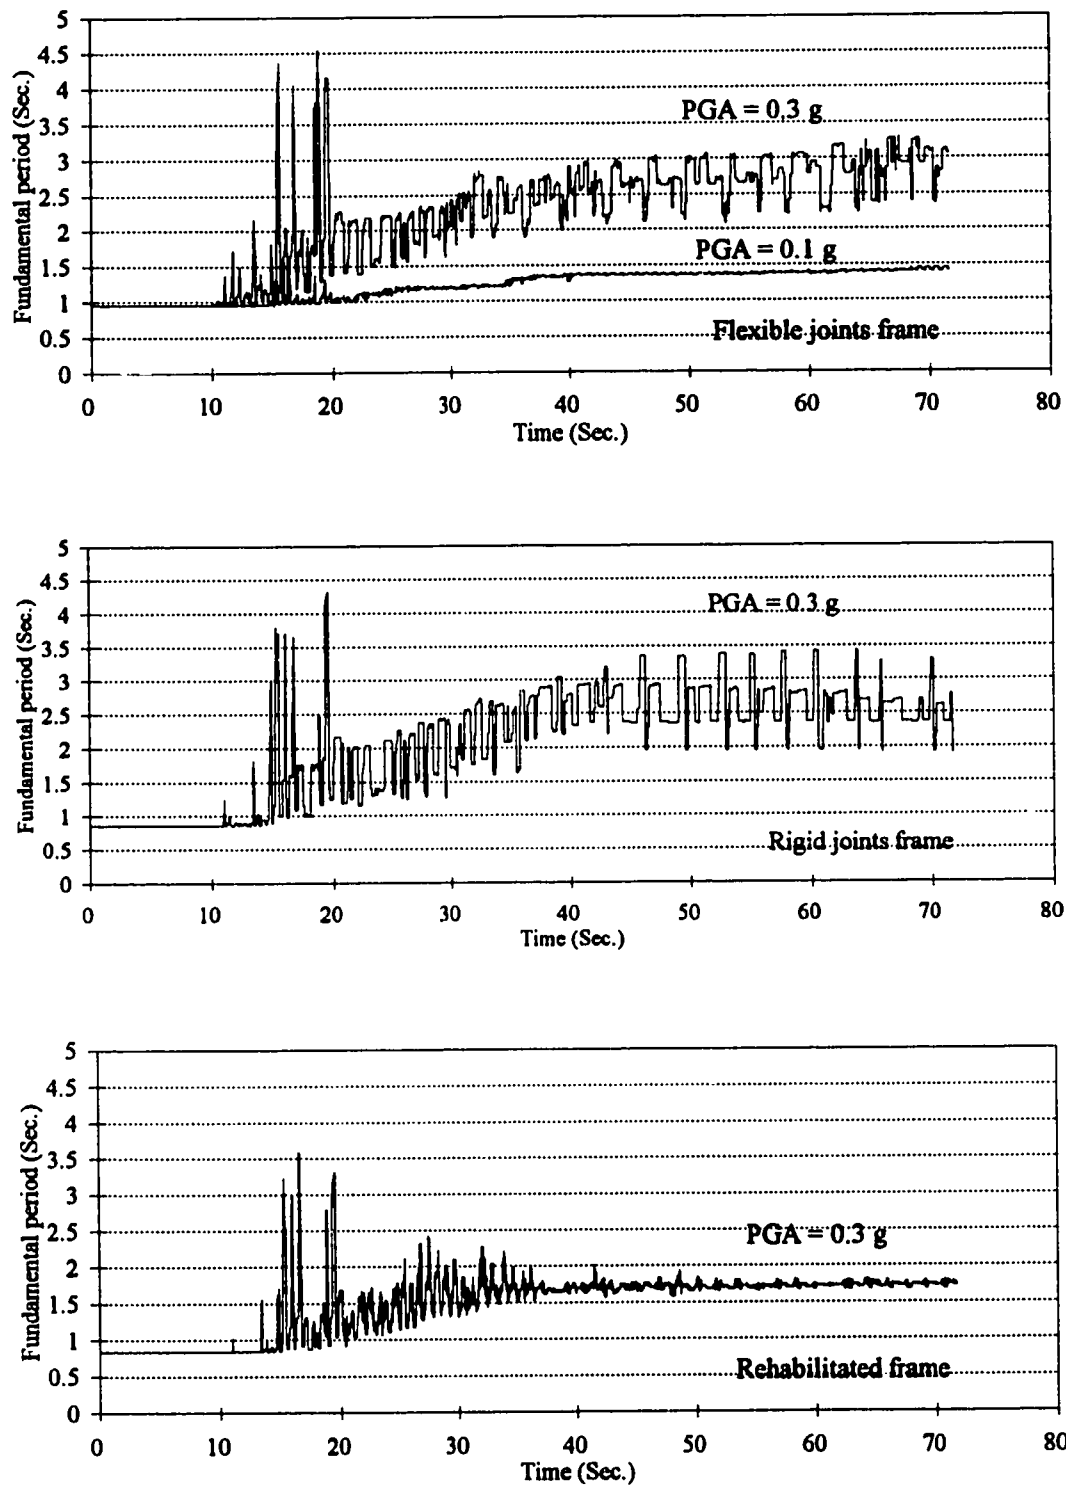 5
4.5
4
3.5
3
2.5
2
1.5
1
0.5
0
Fundamental period (Sec.)
PGA = 0.3 g
PGA = 0.1 g
Flexible joints frame
0 10 20 30 40 50 60 70 80
Time (Sec.)
5
4.5
4
3.5
3
2.5
2
1.5
1
0.5
0
Fundamental period (Sec.)
PGA = 0.3 g
Rigid joints frame
0 10 20 30 40 50 60 70 80
Time (Sec.)
5
4.5
4
3.5
3
2.5
2
1.5
1
0.5
0
Fundamental period (Sec.)
PGA = 0.3 g
Rehabilitated frame
0 10 20 30 40 50 60 70 80
Time (Sec.)